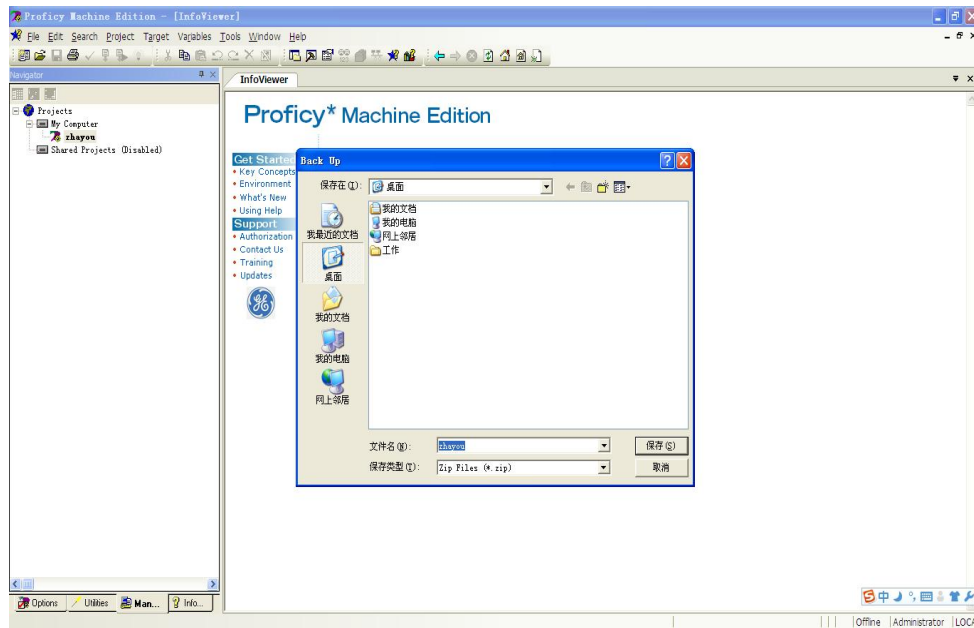 Proficy Machine Edition - [InfoViewer]
File Edit Search Project Target Variables Tools Window Help
Navigator
InfoViewer
Projects
My Computer
zhayou
Shared Projects (Disabled)
Proficy* Machine Edition
Get Started
Key Concepts
Environment
What's New
Using Help
Support
Authorization
Contact Us
Training
Updates
Back Up
保存在(I):
桌面
我最近的文档
桌面
我的文档
我的电脑
网上邻居
我的文档
我的电脑
网上邻居
工作
文件名(N):
zhayou
保存(S)
保存类型(T):
Zip Files (*.zip)
取消
Options
Utilities
Man...
Info...
中
Offline
Administrator
LOC